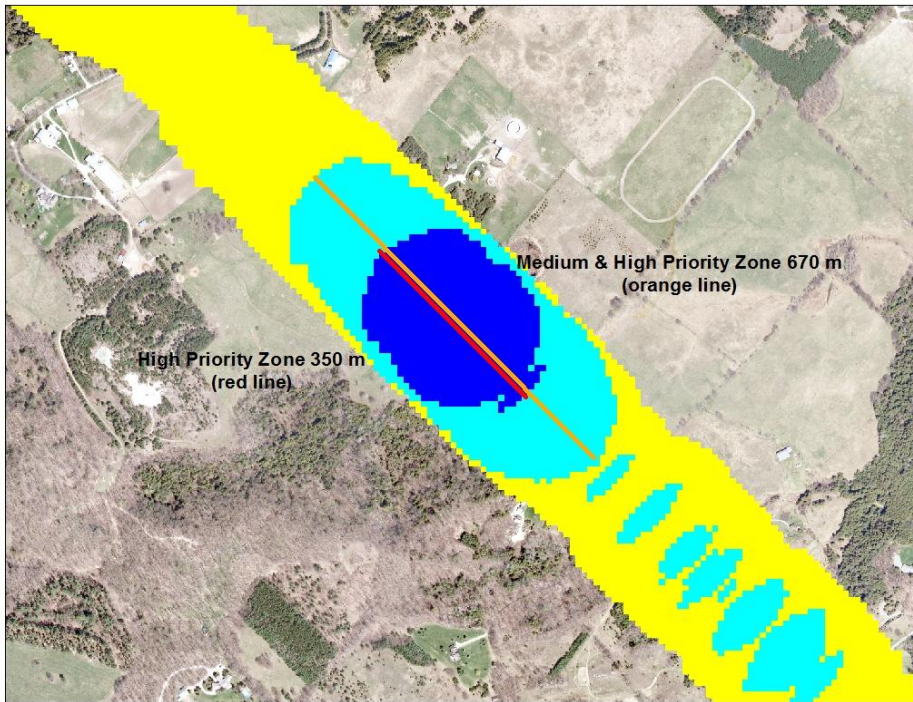 Medium & High Priority Zone 670 m
(orange line)
High Priority Zone 350 m
(red line)